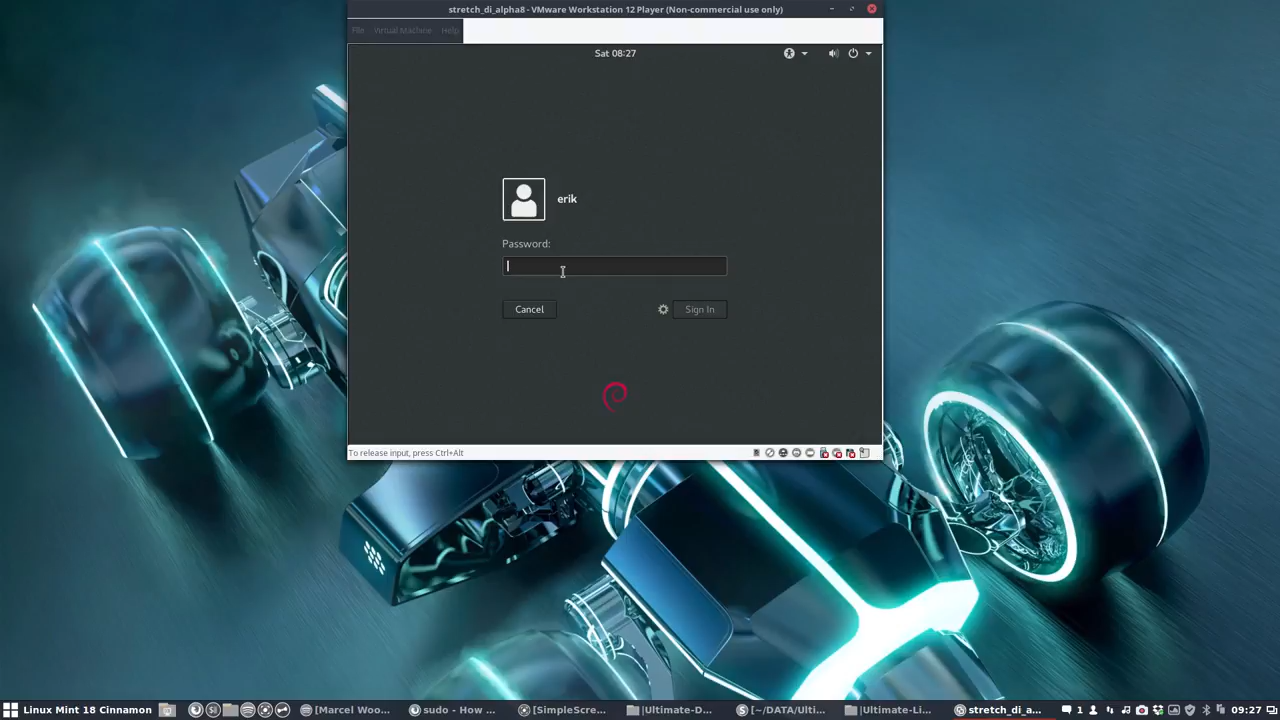 stretch_di_alpha8 - VMware Workstation 12 Player (Non-commercial use only)
File Virtual Machine Help
Sat 08:27
erik
Password:
Cancel Sign In
To release input, press Ctrl+Alt
Linux Mint 18 Cinnamon [Marcel Woo... sudo - How ... [SimpleScre... |Ultimate-D... [~/DATA/Ulti... |Ultimate-Li... stretch_di_a... 1 09:27